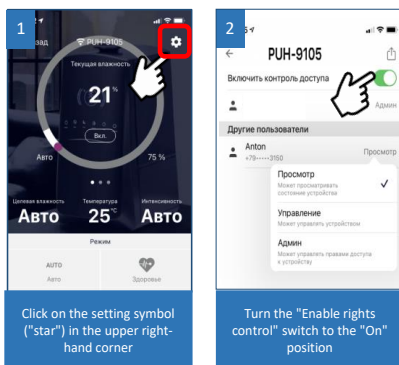 1
зад
PUH-9105
Текущая влажность
21%
Вкл.
Авто
75 %
Целевая влажность
Температура
Интенсивность
Авто
25°C
Авто
Режим
AUTO
Авто
Здоровье
Click on the setting symbol
("star") in the upper right-
hand corner
2
PUH-9105
Включить контроль доступа
Админ
Другие пользователи
Anton
+79-----3160
Просмотр
Просмотр
Может просматривать
состояние устройства
Управление
Может управлять устройством
Админ
Может управлять правами доступа
к устройству
Turn the "Enable rights
control" switch to the "On"
position